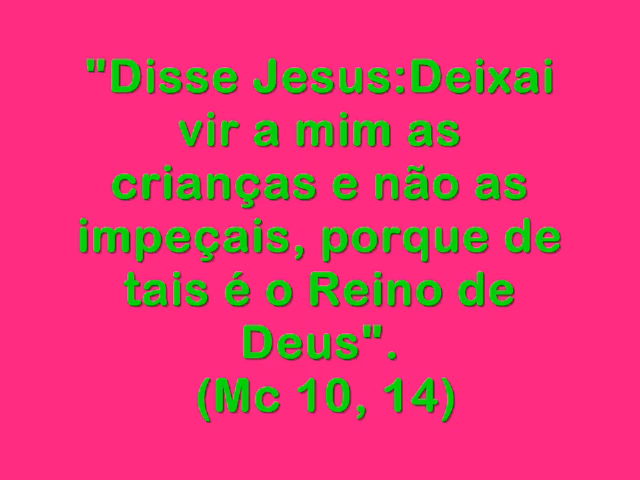 "Disse Jesus:Deixai
vir a mim as
crianças e não as
impeçais, porque de
tais é o Reino de
Deus".
(Mc 10, 14)